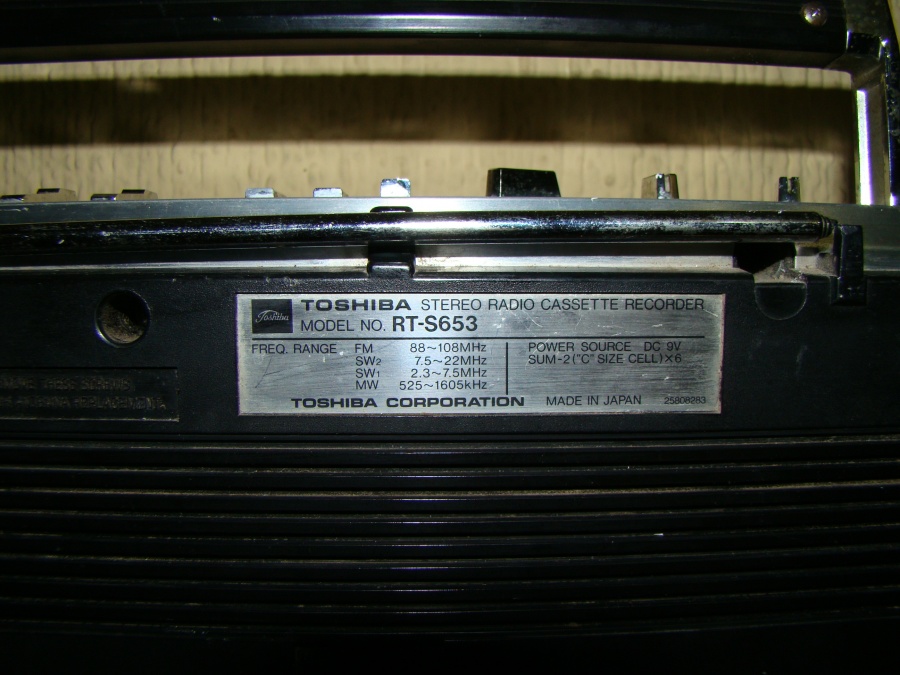 Toshiba
TOSHIBA STEREO RADIO CASSETTE RECORDER
MODEL NO. RT-S653
FREQ. RANGE FM 88~108MHz
SW2 7.5~22MHz
SW1 2.3~7.5MHz
MW 525~1605kHz
POWER SOURCE DC 9V
SUM-2("C" SIZE CELL)×6
TOSHIBA CORPORATION MADE IN JAPAN 25808283